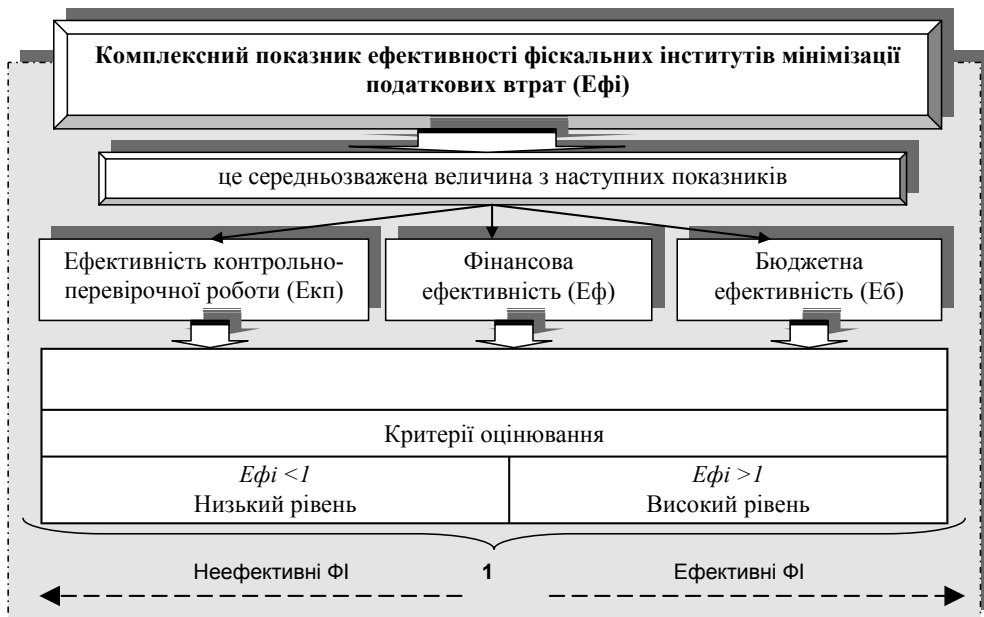 Комплексний показник ефективності фіскальних інститутів мінімізації
податкових втрат (Ефі)
це середньозважена величина з наступних показників
Ефективність контрольно-
перевірочної роботи (Екп)
Фінансова
ефективність (Еф)
Бюджетна
ефективність (Еб)
Критерії оцінювання
Ефі <1
Низький рівень
Ефі >1
Високий рівень
Неефективні ФІ
1
Ефективні ФІ